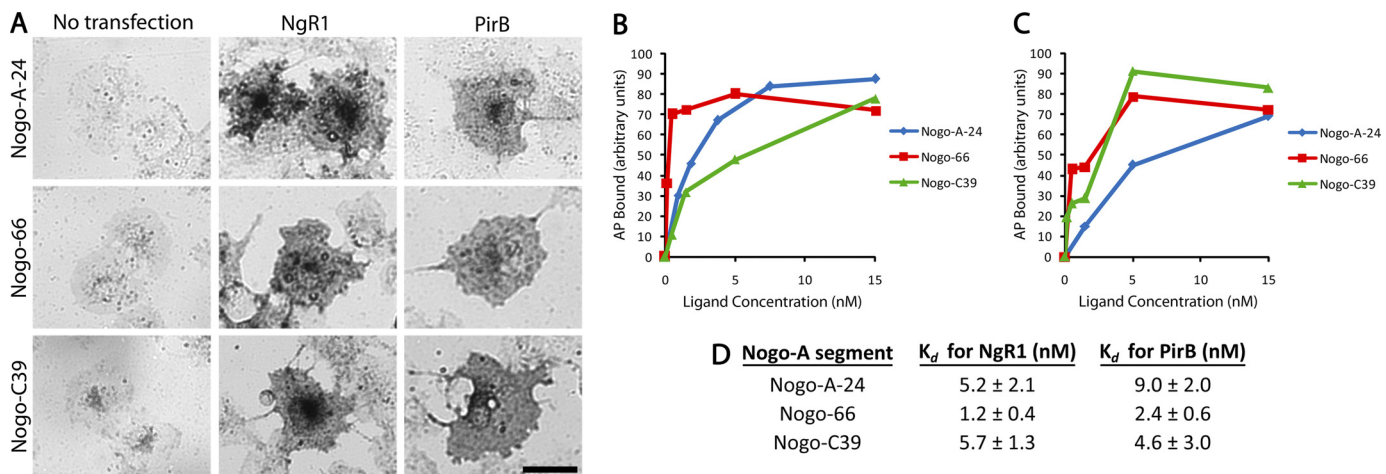 A
No transfection
NgR1
PirB
Nogo-A-24
Nogo-66
Nogo-C39
B
AP Bound (arbitrary units)
100
90
80
70
60
50
40
30
20
10
0
0
5
10
15
Ligand Concentration (nM)
Nogo-A-24
Nogo-66
Nogo-C39
C
AP Bound (arbitrary units)
100
90
80
70
60
50
40
30
20
10
0
0
5
10
15
Ligand Concentration (nM)
Nogo-A-24
Nogo-66
Nogo-C39
D
Nogo-A segment Kd for NgR1 (nM) Kd for PirB (nM)
Nogo-A-24 5.2 ± 2.1 9.0 ± 2.0
Nogo-66 1.2 ± 0.4 2.4 ± 0.6
Nogo-C39 5.7 ± 1.3 4.6 ± 3.0